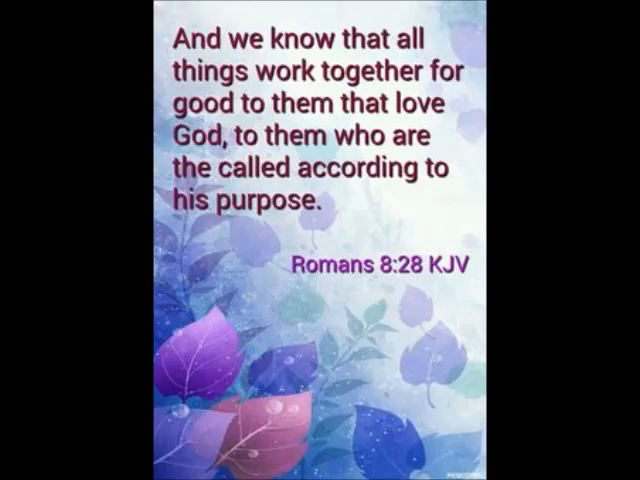 And we know that all
things work together for
good to them that love
God, to them who are
the called according to
his purpose.
Romans 8:28 KJV